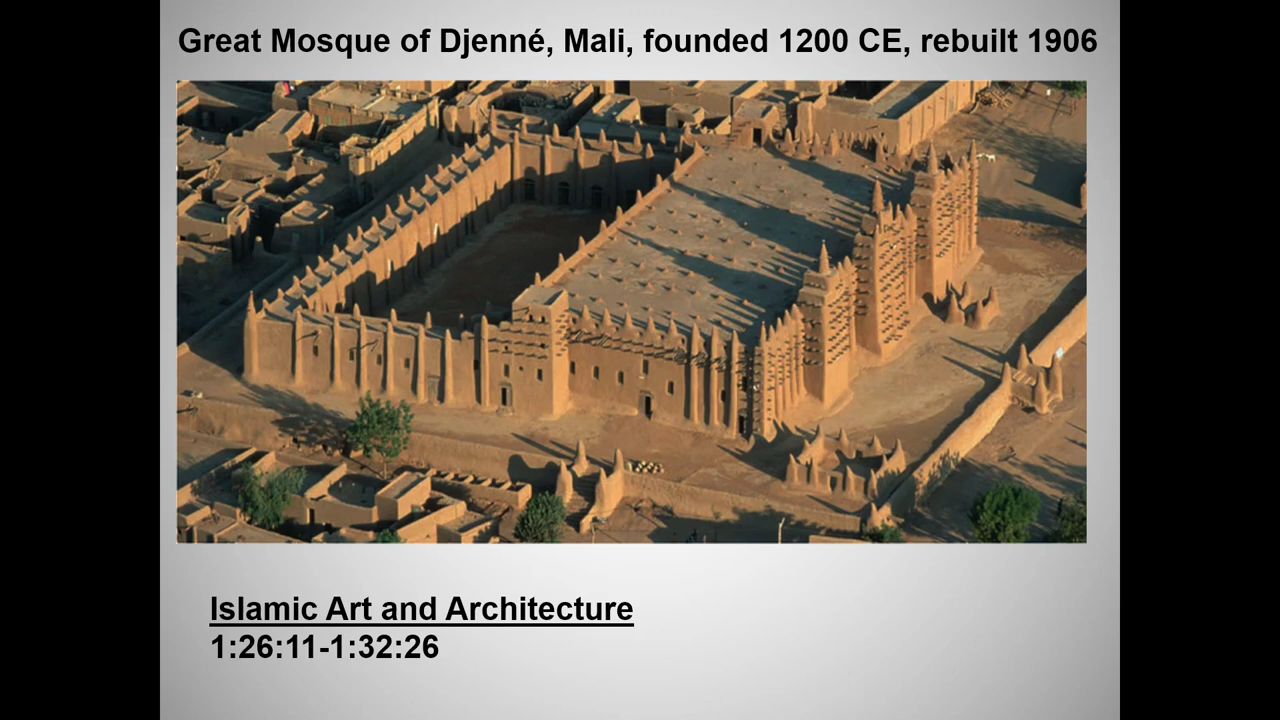 Great Mosque of Djenné, Mali, founded 1200 CE, rebuilt 1906
Islamic Art and Architecture
1:26:11-1:32:26